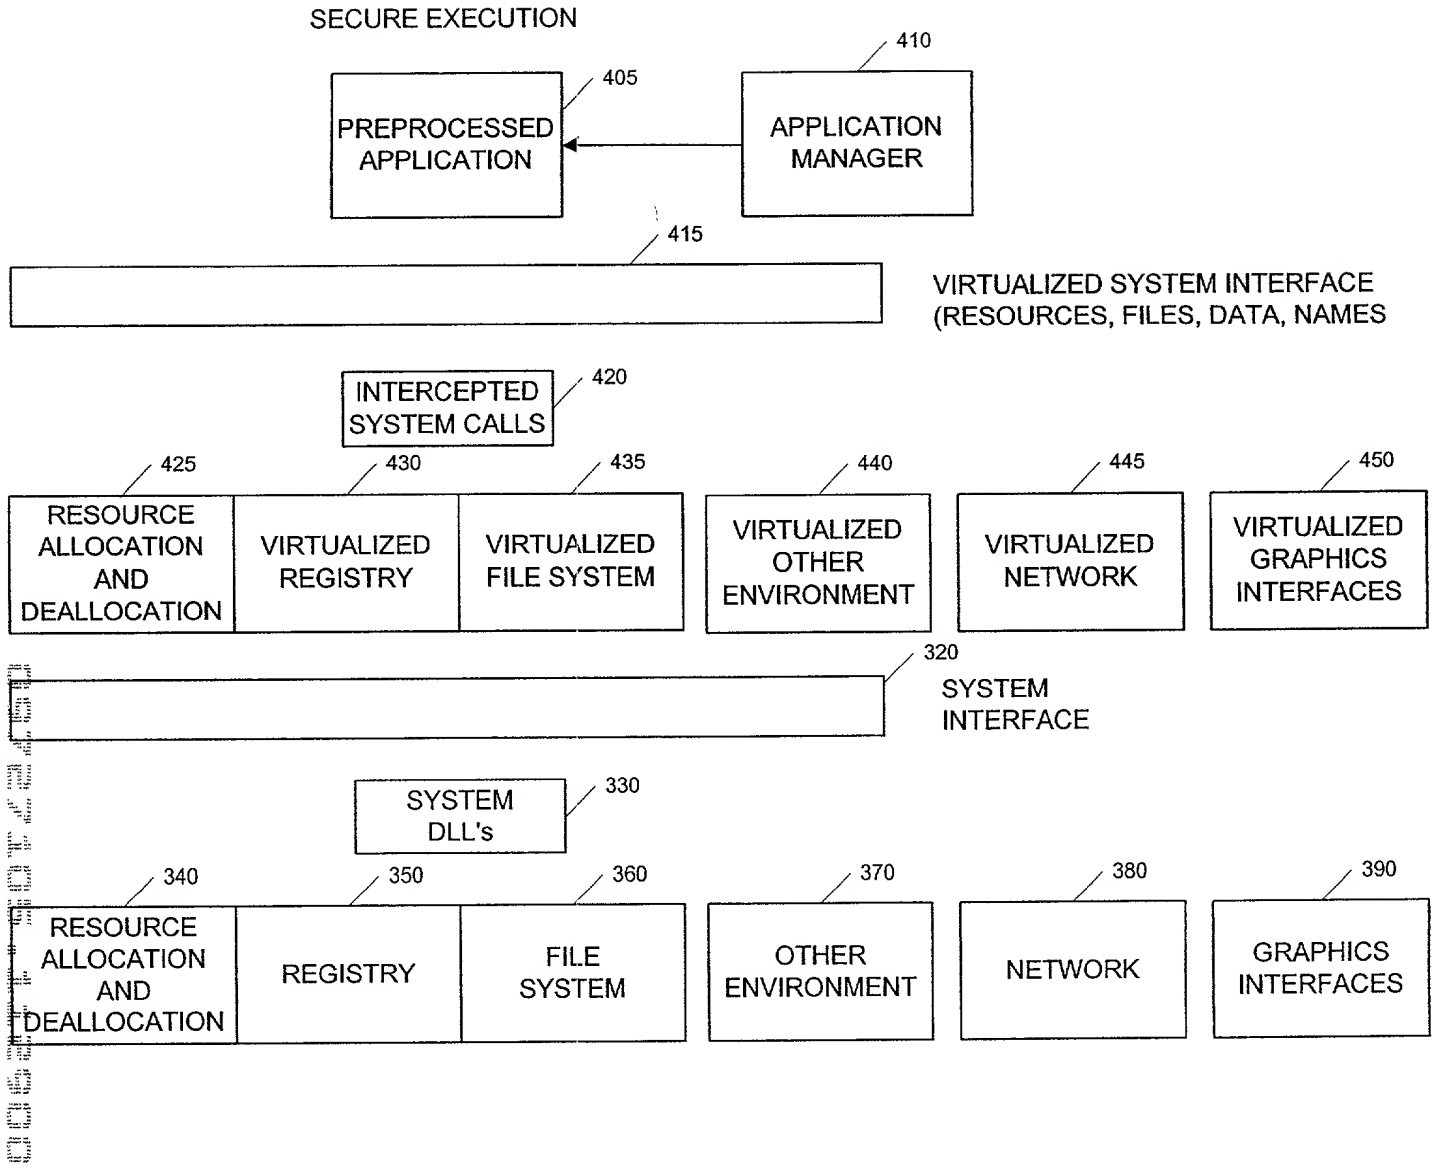 SECURE EXECUTION
410
405
PREPROCESSED
APPLICATION
APPLICATION
MANAGER
415
VIRTUALIZED SYSTEM INTERFACE
(RESOURCES, FILES, DATA, NAMES
INTERCEPTED
SYSTEM CALLS
420
425
430
435
440
445
450
RESOURCE
ALLOCATION
AND
DEALLOCATION
VIRTUALIZED
REGISTRY
VIRTUALIZED
FILE SYSTEM
VIRTUALIZED
OTHER
ENVIRONMENT
VIRTUALIZED
NETWORK
VIRTUALIZED
GRAPHICS
INTERFACES
320
SYSTEM
INTERFACE
SYSTEM
DLL's
330
340
350
360
370
380
390
RESOURCE
ALLOCATION
AND
DEALLOCATION
REGISTRY
FILE
SYSTEM
OTHER
ENVIRONMENT
NETWORK
GRAPHICS
INTERFACES